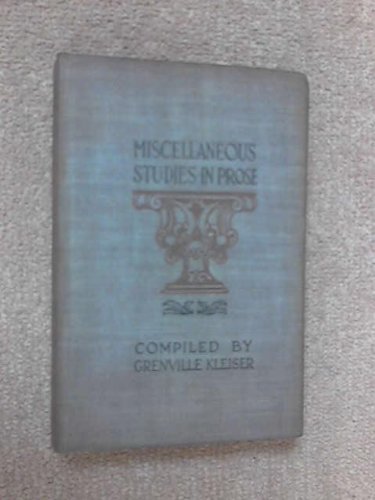 MISCELLANEOUS
STUDIES IN PROSE
COMPILED BY
GRENVILLE KLEISER